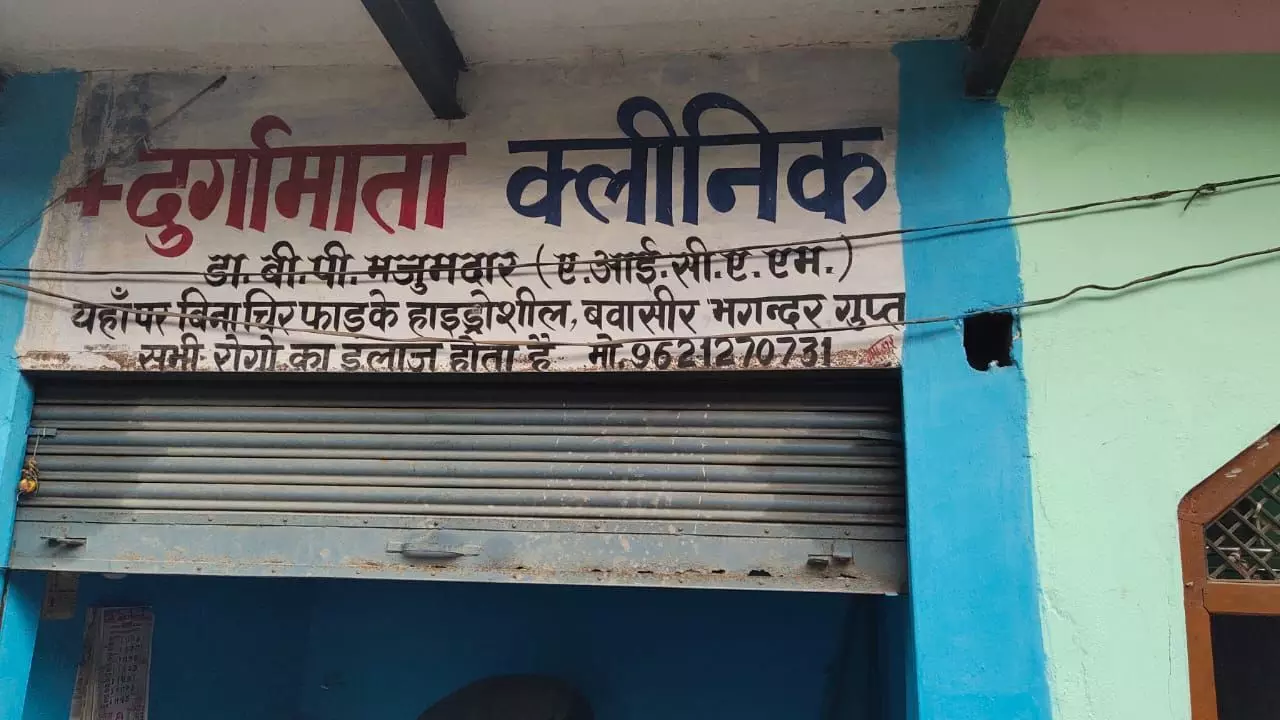 +दुर्गामाता क्लीनिक
डा. बी. पी. मजुमदार (ए. आई. सी. ए. एम.)
यहाँ पर बिना चिर फाड के हाइड्रोशील, बवासीर भगन्दर गुप्त
सभी रोगो का इलाज होता है मो. 9621270731